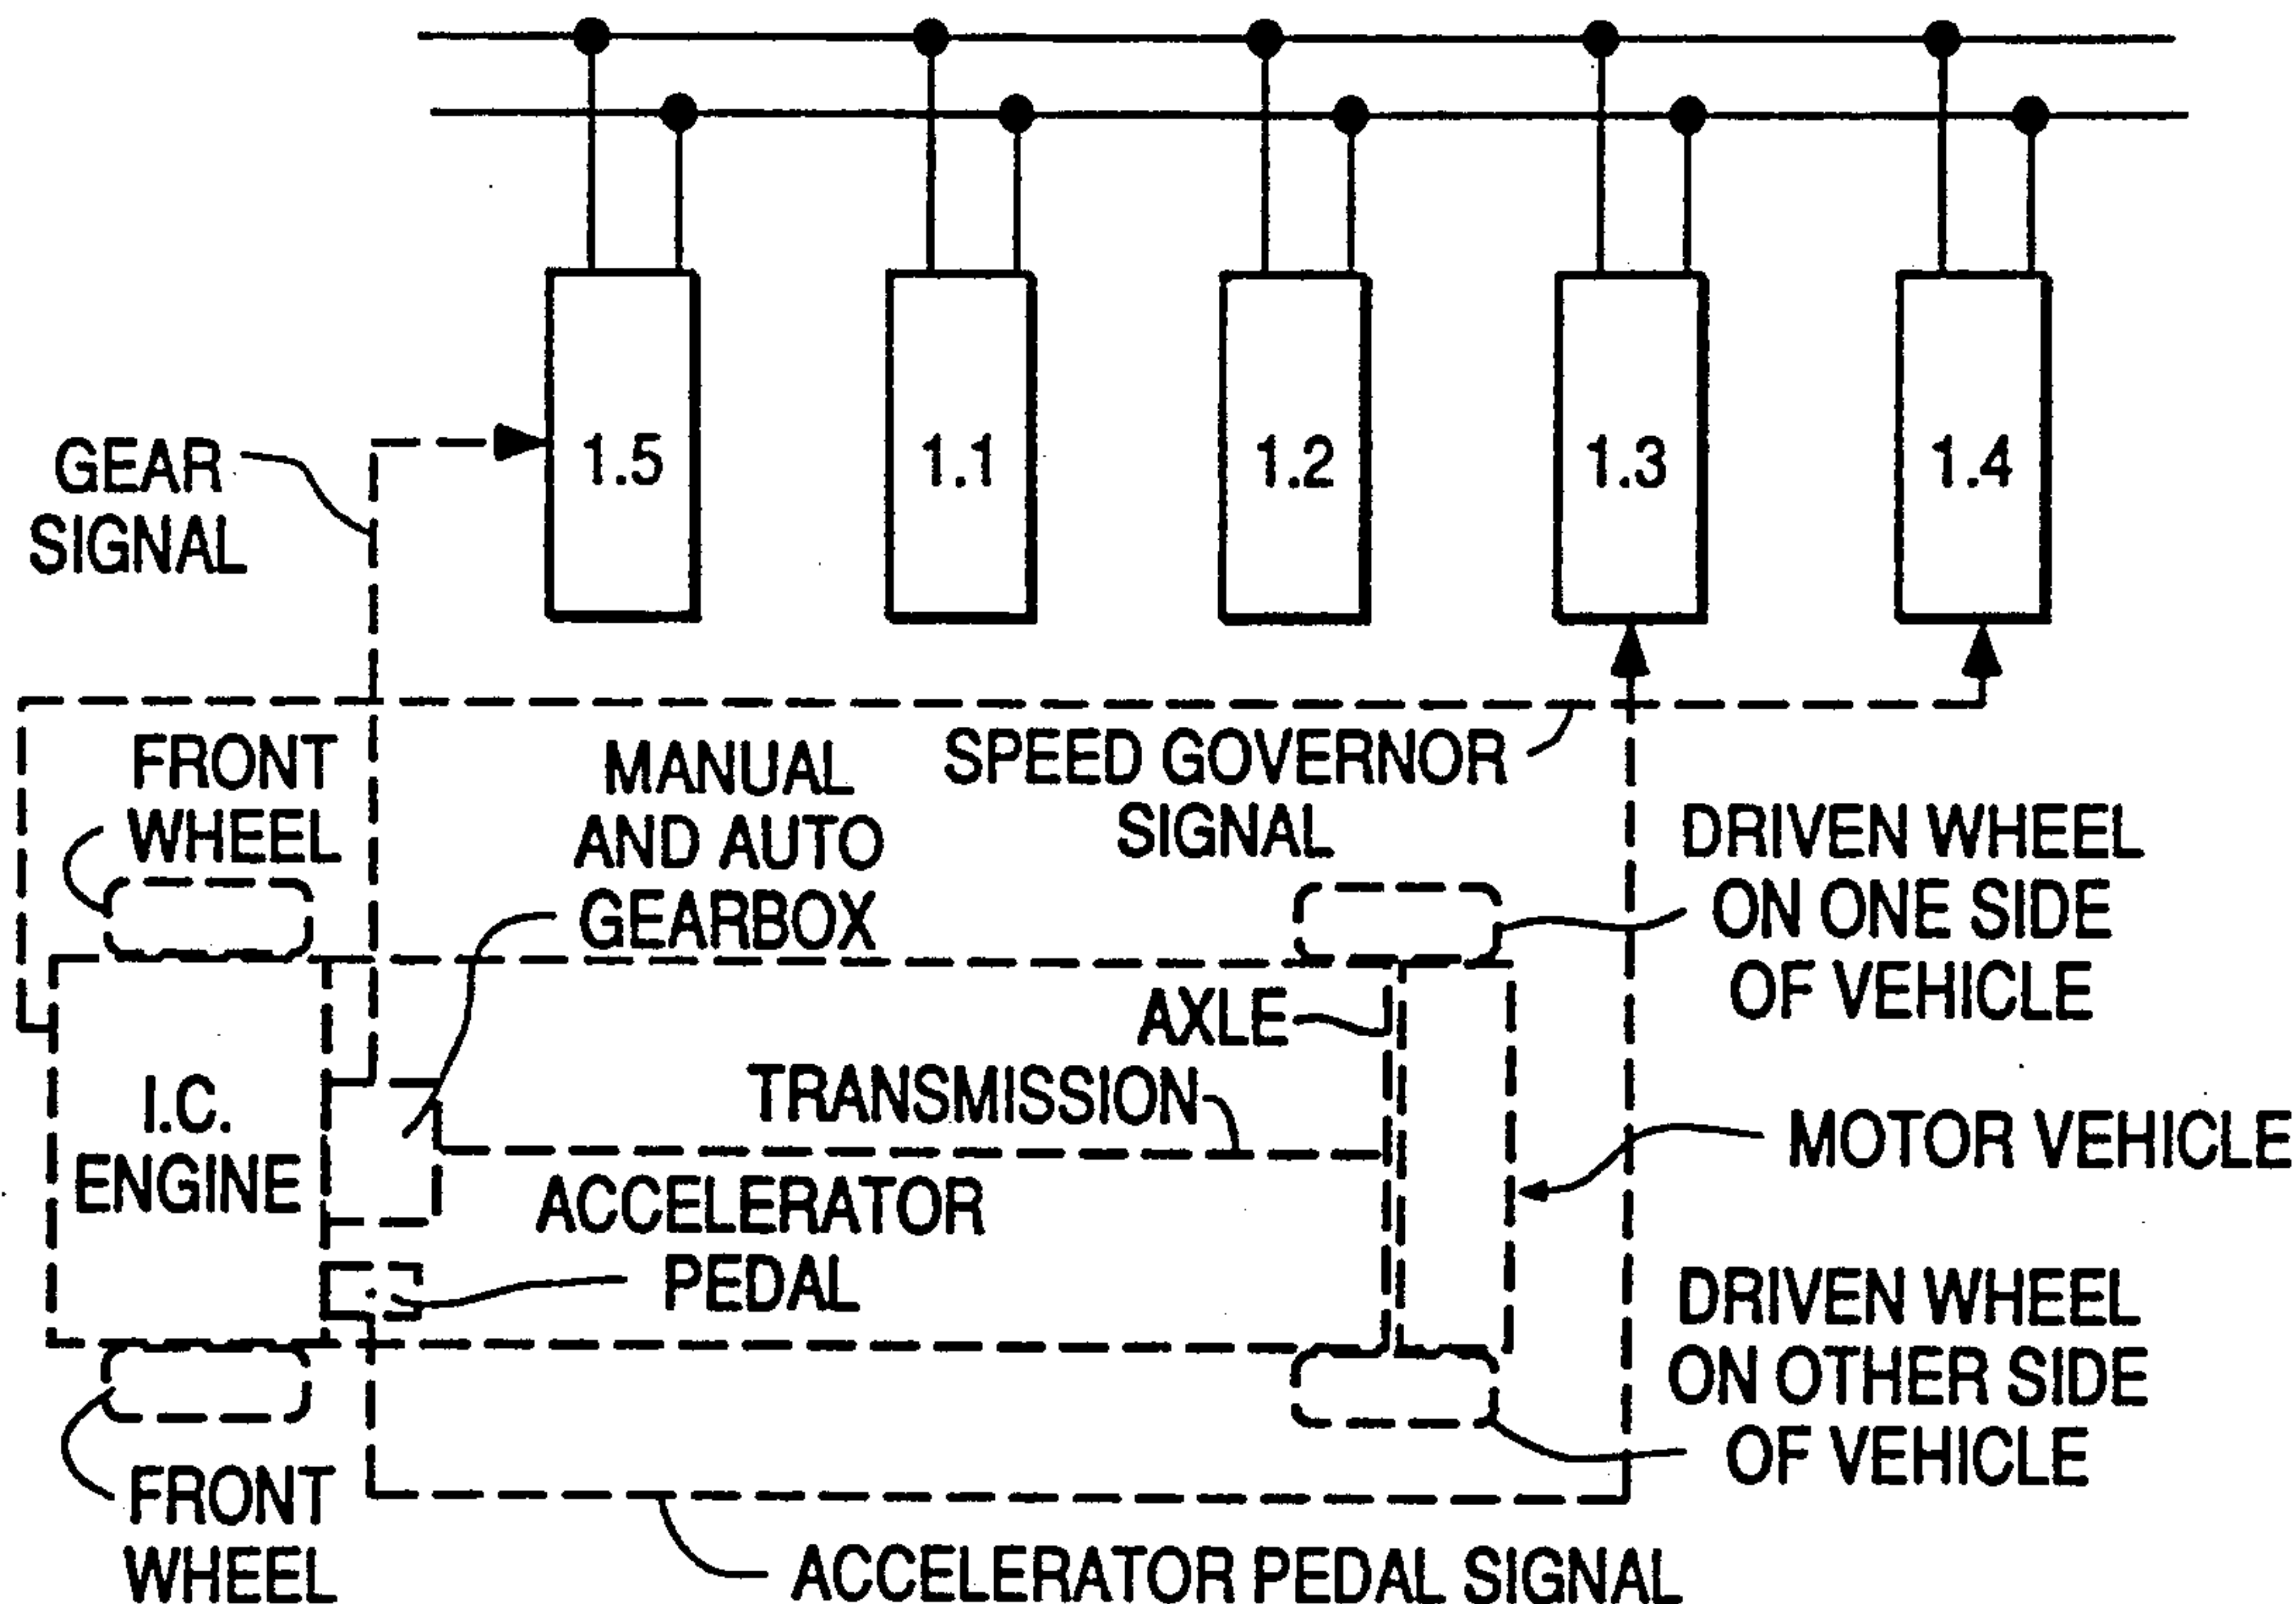 1.5
1.1
1.2
1.3
1.4
GEAR
SIGNAL
SPEED GOVERNOR
SIGNAL
FRONT
WHEEL
MANUAL
AND AUTO
GEARBOX
DRIVEN WHEEL
ON ONE SIDE
OF VEHICLE
AXLE
TRANSMISSION
I.C.
ENGINE
MOTOR VEHICLE
ACCELERATOR
PEDAL
DRIVEN WHEEL
ON OTHER SIDE
OF VEHICLE
FRONT
WHEEL
ACCELERATOR PEDAL SIGNAL